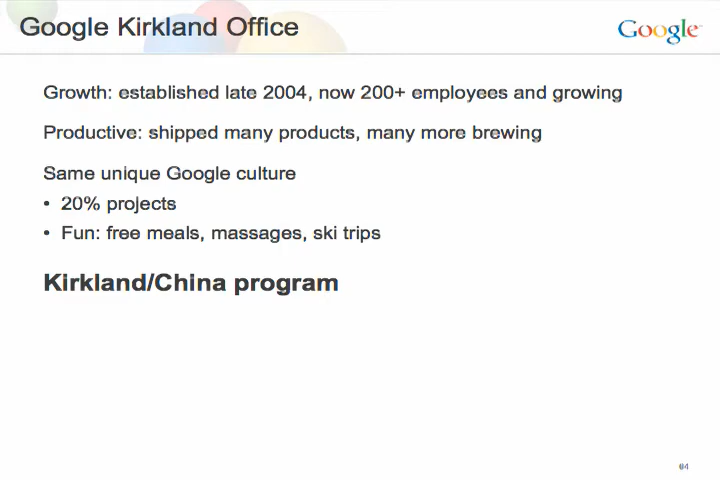 Google Kirkland Office
Google
Growth: established late 2004, now 200+ employees and growing
Productive: shipped many products, many more brewing
Same unique Google culture
• 20% projects
• Fun: free meals, massages, ski trips
Kirkland/China program